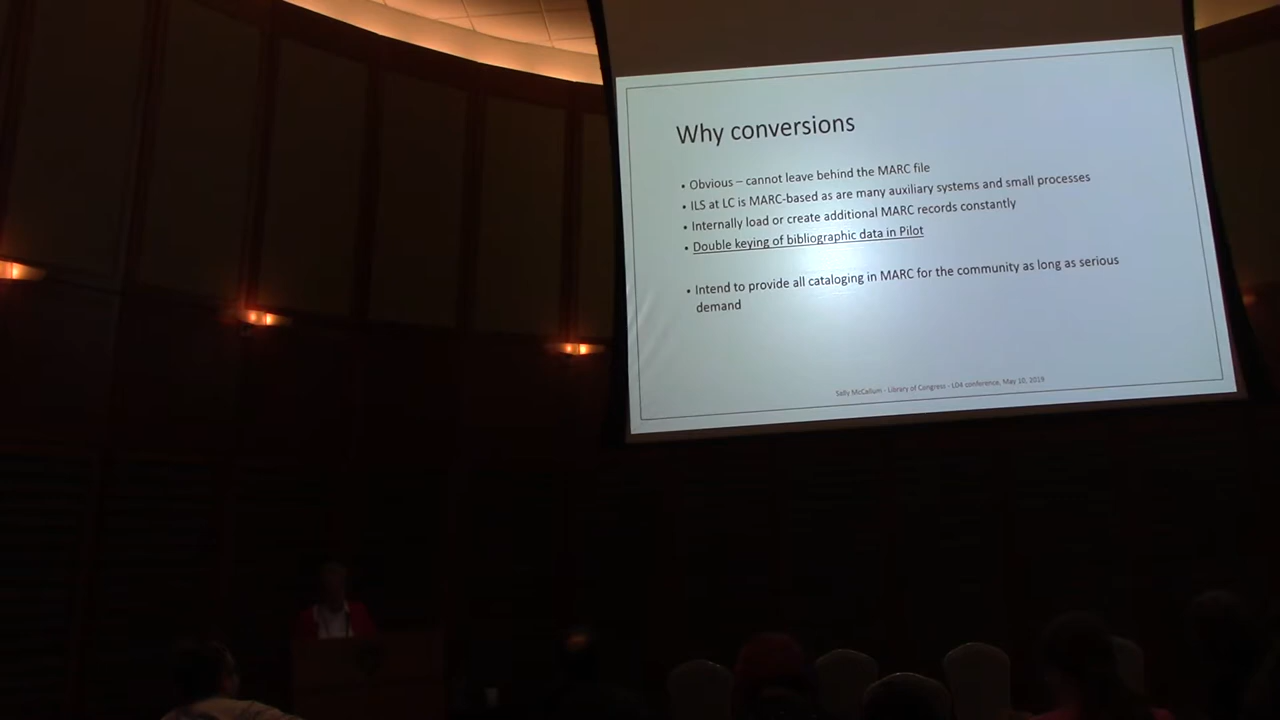 Why conversions
• Obvious – cannot leave behind the MARC file
• ILS at LC is MARC-based as are many auxiliary systems and small processes
• Internally load or create additional MARC records constantly
• Double keying of bibliographic data in Pilot
• Intend to provide all cataloging in MARC for the community as long as serious
demand
Sally McCallum - Library of Congress - LD4 conference, May 10, 2019